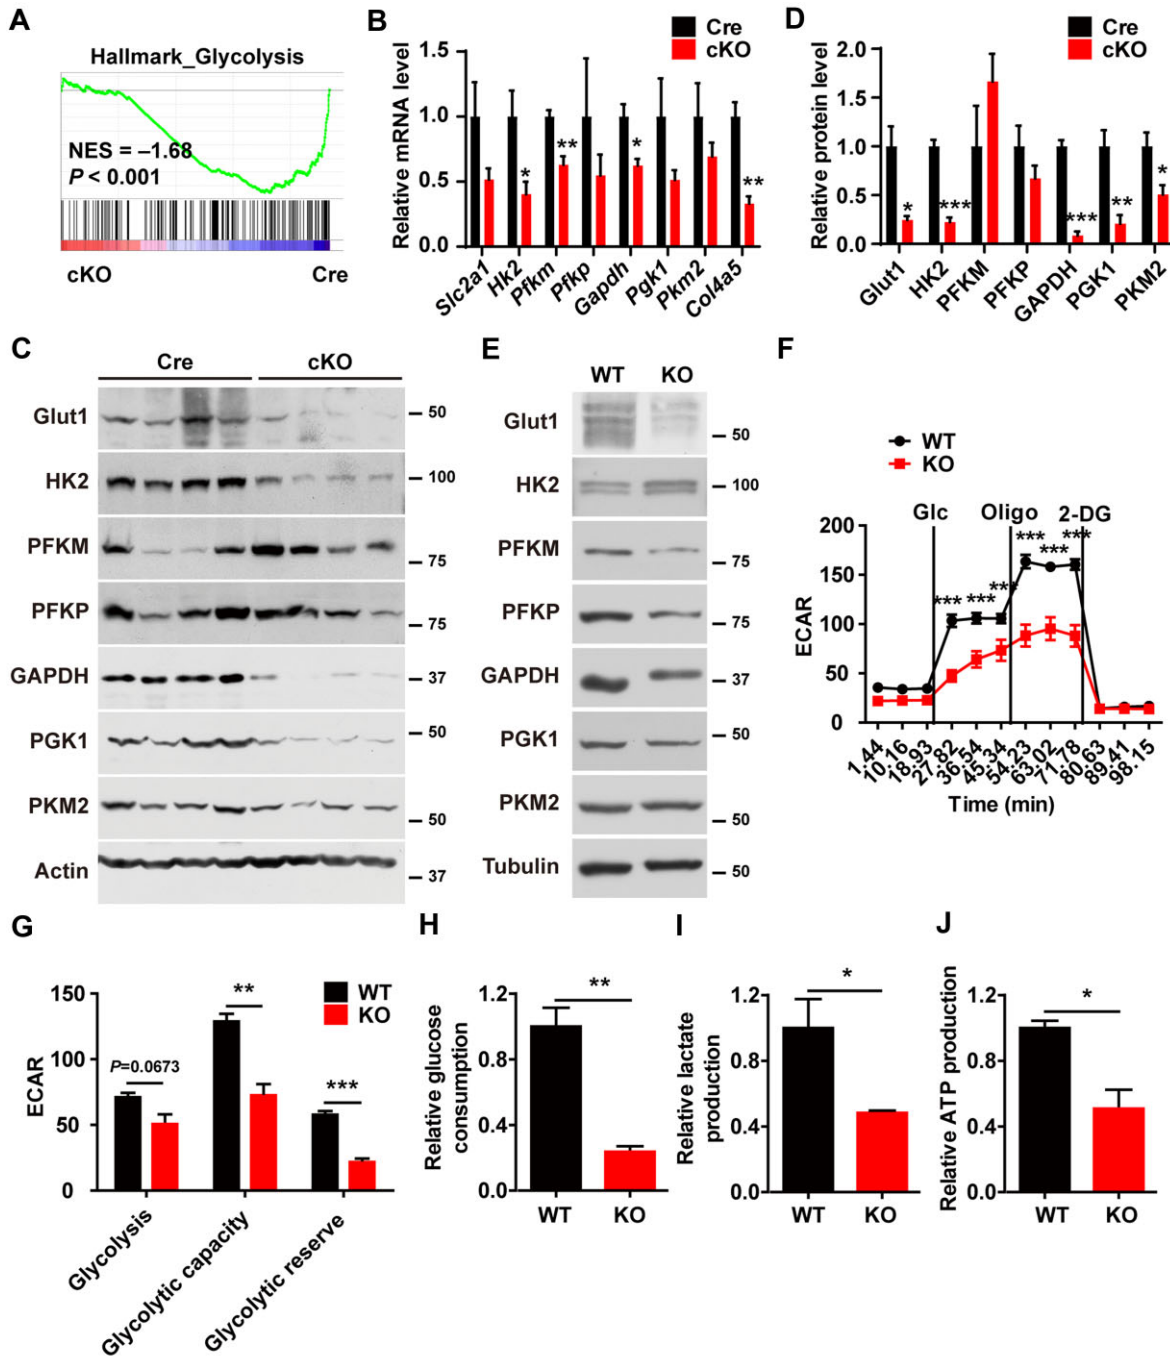 A
Hallmark_Glycolysis
NES = –1.68
P < 0.001
cKO
Cre
B
Cre
cKO
Relative mRNA level
1.5
1.0
0.5
0.0
*
**
*
**
Slc2a1
Hk2
Pfkm
Pfkp
Gapdh
Pgk1
Pkm2
Col4a5
D
Cre
cKO
Relative protein level
2.0
1.5
1.0
0.5
0.0
*
***
***
**
*
Glut1
HK2
PFKM
PFKP
GAPDH
PGK1
PKM2
C
Cre
cKO
Glut1
50
HK2
100
PFKM
75
PFKP
75
GAPDH
37
PGK1
50
PKM2
50
Actin
37
E
WT
KO
Glut1
50
HK2
100
PFKM
75
PFKP
75
GAPDH
37
PGK1
50
PKM2
50
Tubulin
50
F
WT
KO
Glc
Oligo
2-DG
ECAR
200
150
100
50
0
***
***
***
***
***
***
1.44
10.16
18.93
27.82
36.54
45.34
54.23
63.02
71.78
80.63
89.41
98.15
Time (min)
G
WT
KO
ECAR
150
100
50
0
P=0.0673
**
***
Glycolysis
Glycolytic capacity
Glycolytic reserve
H
Relative glucose
consumption
1.2
0.8
0.4
0.0
**
WT
KO
I
Relative lactate
production
1.2
0.8
0.4
0.0
*
WT
KO
J
Relative ATP production
1.2
0.8
0.4
0.0
*
WT
KO